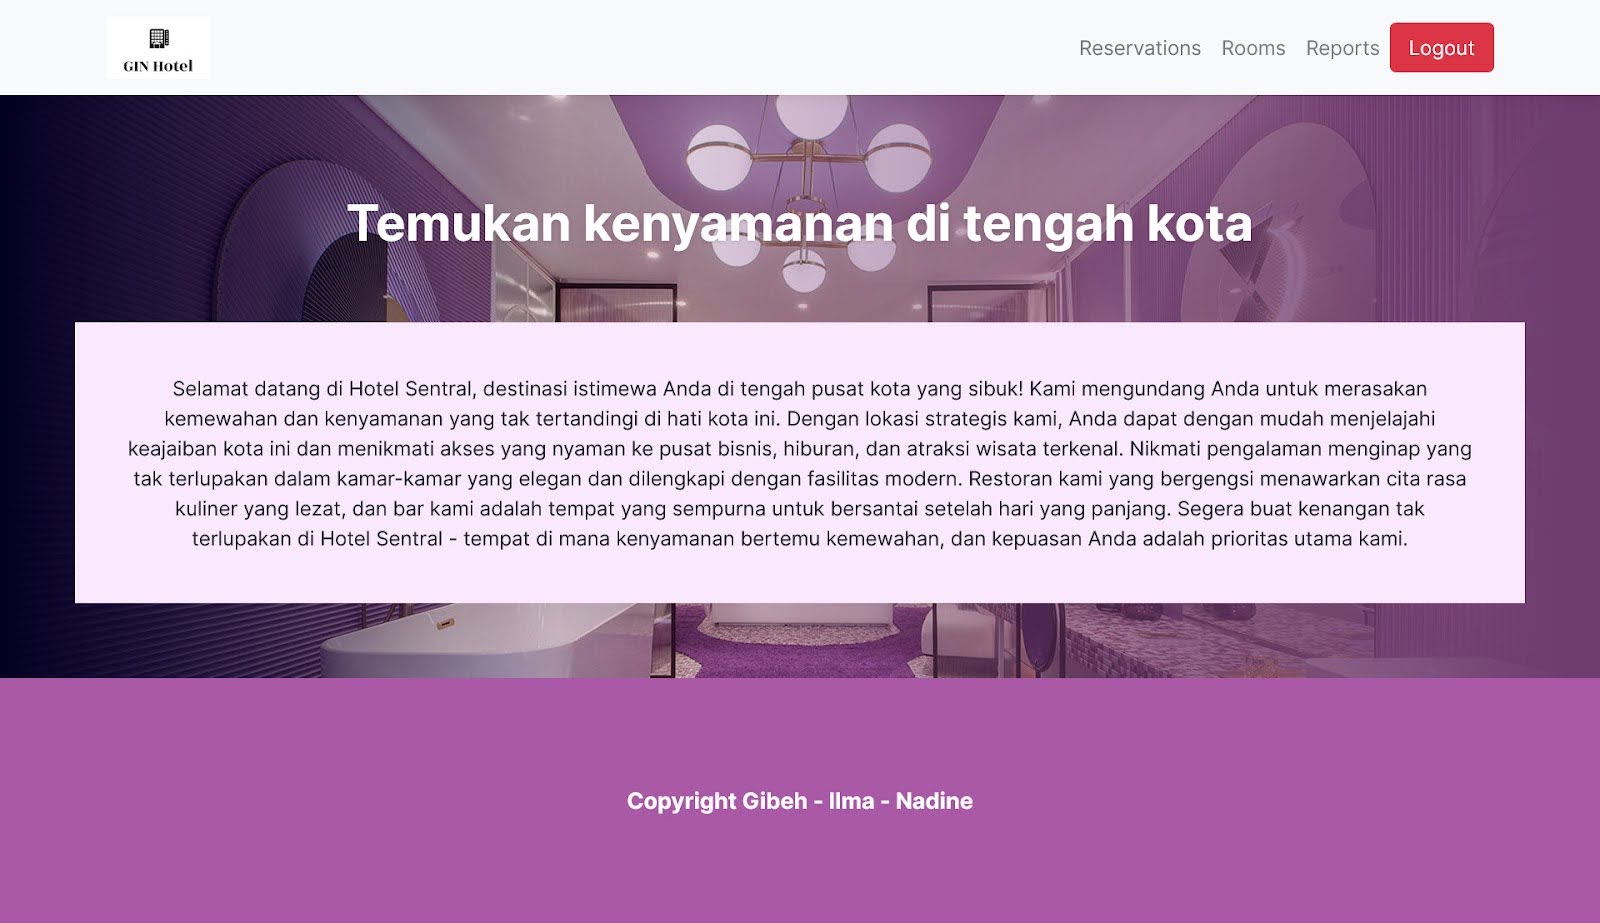 GIN Hotel
Reservations Rooms Reports Logout
Temukan kenyamanan di tengah kota
Selamat datang di Hotel Sentral, destinasi istimewa Anda di tengah pusat kota yang sibuk! Kami mengundang Anda untuk merasakan
kemewahan dan kenyamanan yang tak tertandingi di hati kota ini. Dengan lokasi strategis kami, Anda dapat dengan mudah menjelajahi
keajaiban kota ini dan menikmati akses yang nyaman ke pusat bisnis, hiburan, dan atraksi wisata terkenal. Nikmati pengalaman menginap yang
tak terlupakan dalam kamar-kamar yang elegan dan dilengkapi dengan fasilitas modern. Restoran kami yang bergengsi menawarkan cita rasa
kuliner yang lezat, dan bar kami adalah tempat yang sempurna untuk bersantai setelah hari yang panjang. Segera buat kenangan tak
terlupakan di Hotel Sentral - tempat di mana kenyamanan bertemu kemewahan, dan kepuasan Anda adalah prioritas utama kami.
Copyright Gibeh - Ilma - Nadine